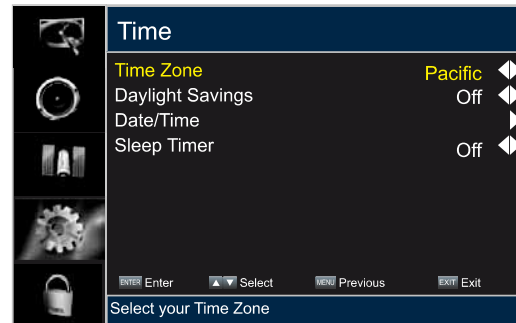 Time
Time Zone Pacific
Daylight Savings Off
Date/Time
Sleep Timer Off
ENTER Enter Select MENU Previous EXIT Exit
Select your Time Zone